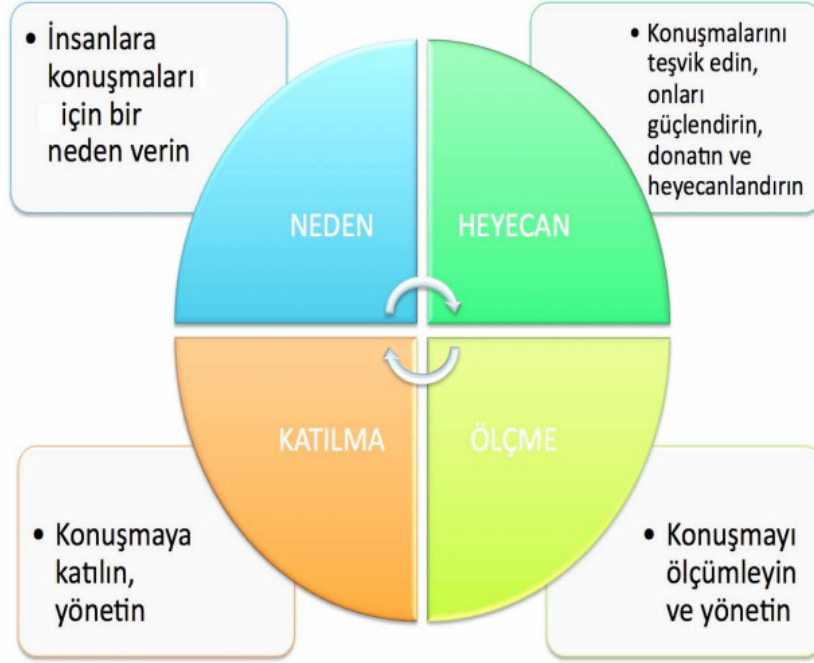 • İnsanlara
konuşmaları
için bir
neden verin
• Konuşmalarını
teşvik edin,
onları
güçlendirin,
donatın ve
heyecanlandırın
NEDEN
HEYECAN
KATILMA
ÖLÇME
• Konuşmaya
katılın,
yönetin
• Konuşmayı
ölçümleyin
ve yönetin